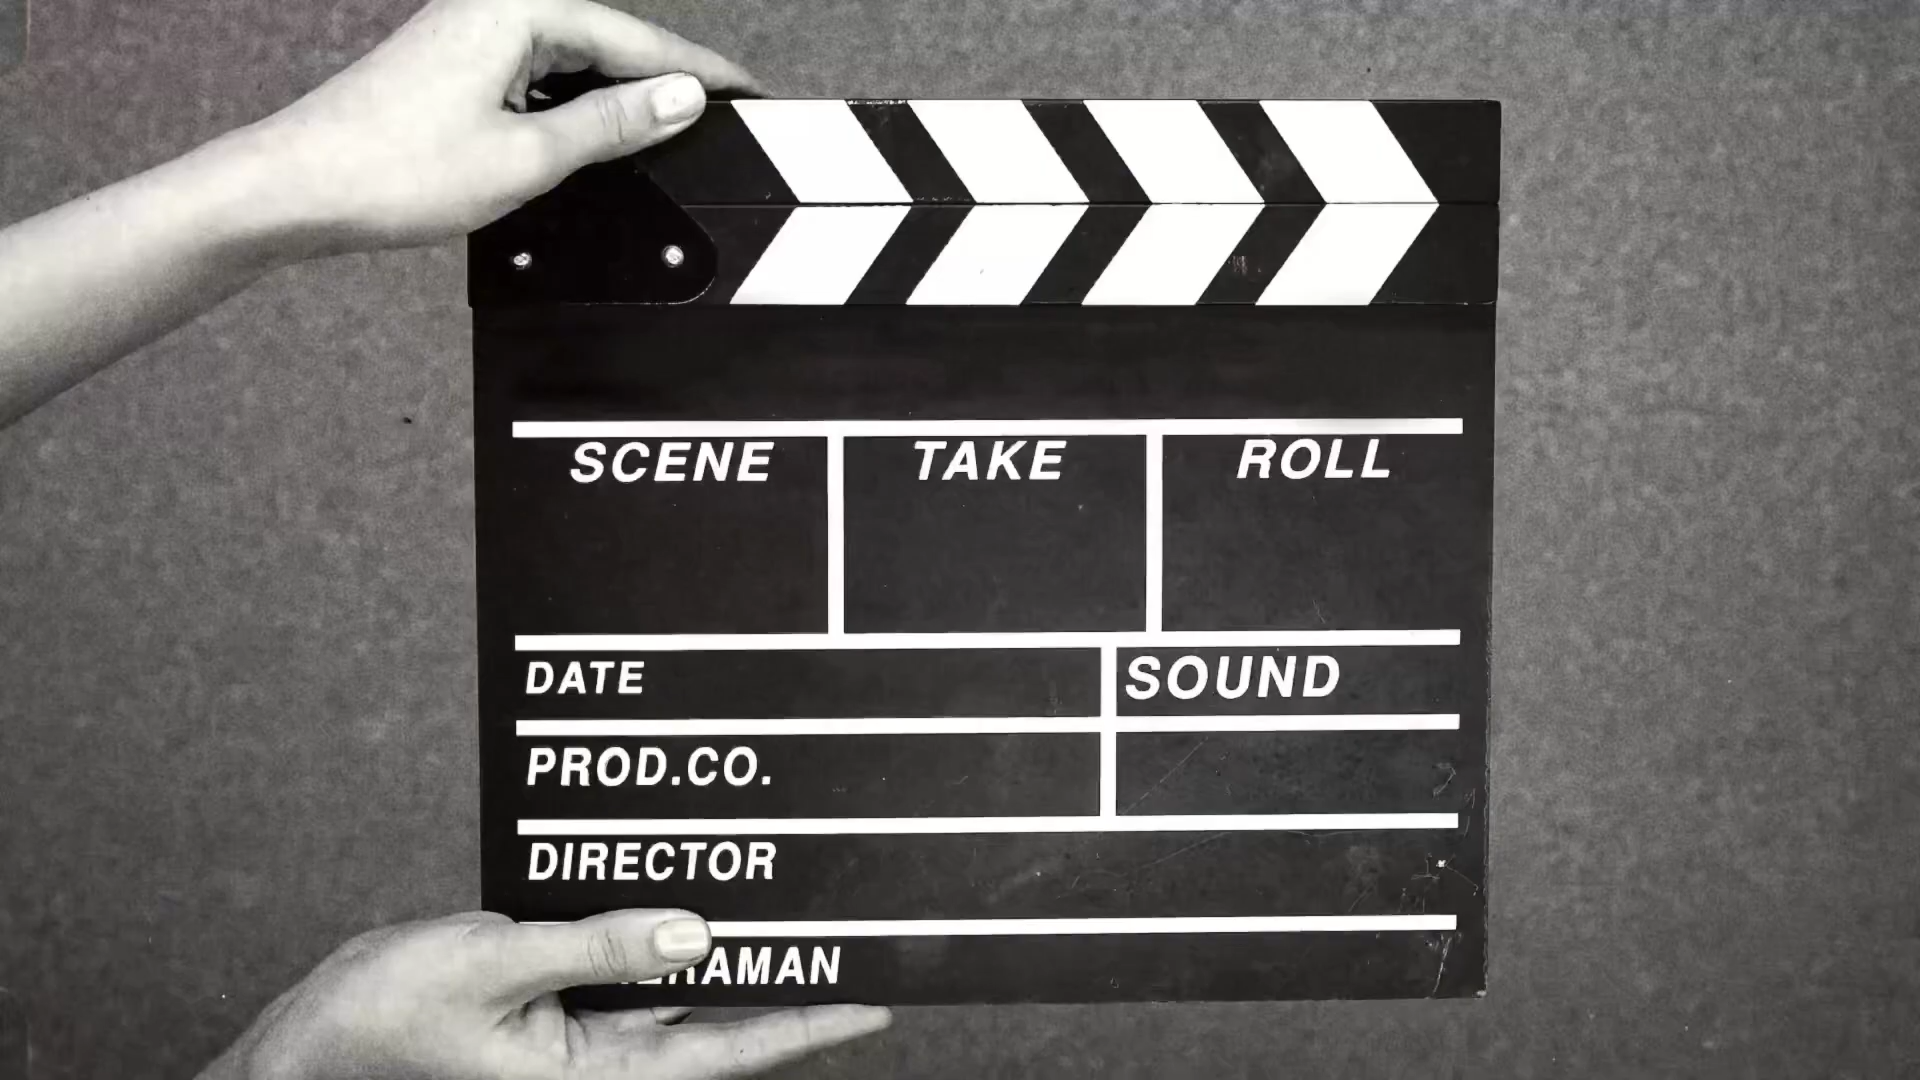 SCENE TAKE ROLL
DATE SOUND
PROD.CO.
DIRECTOR